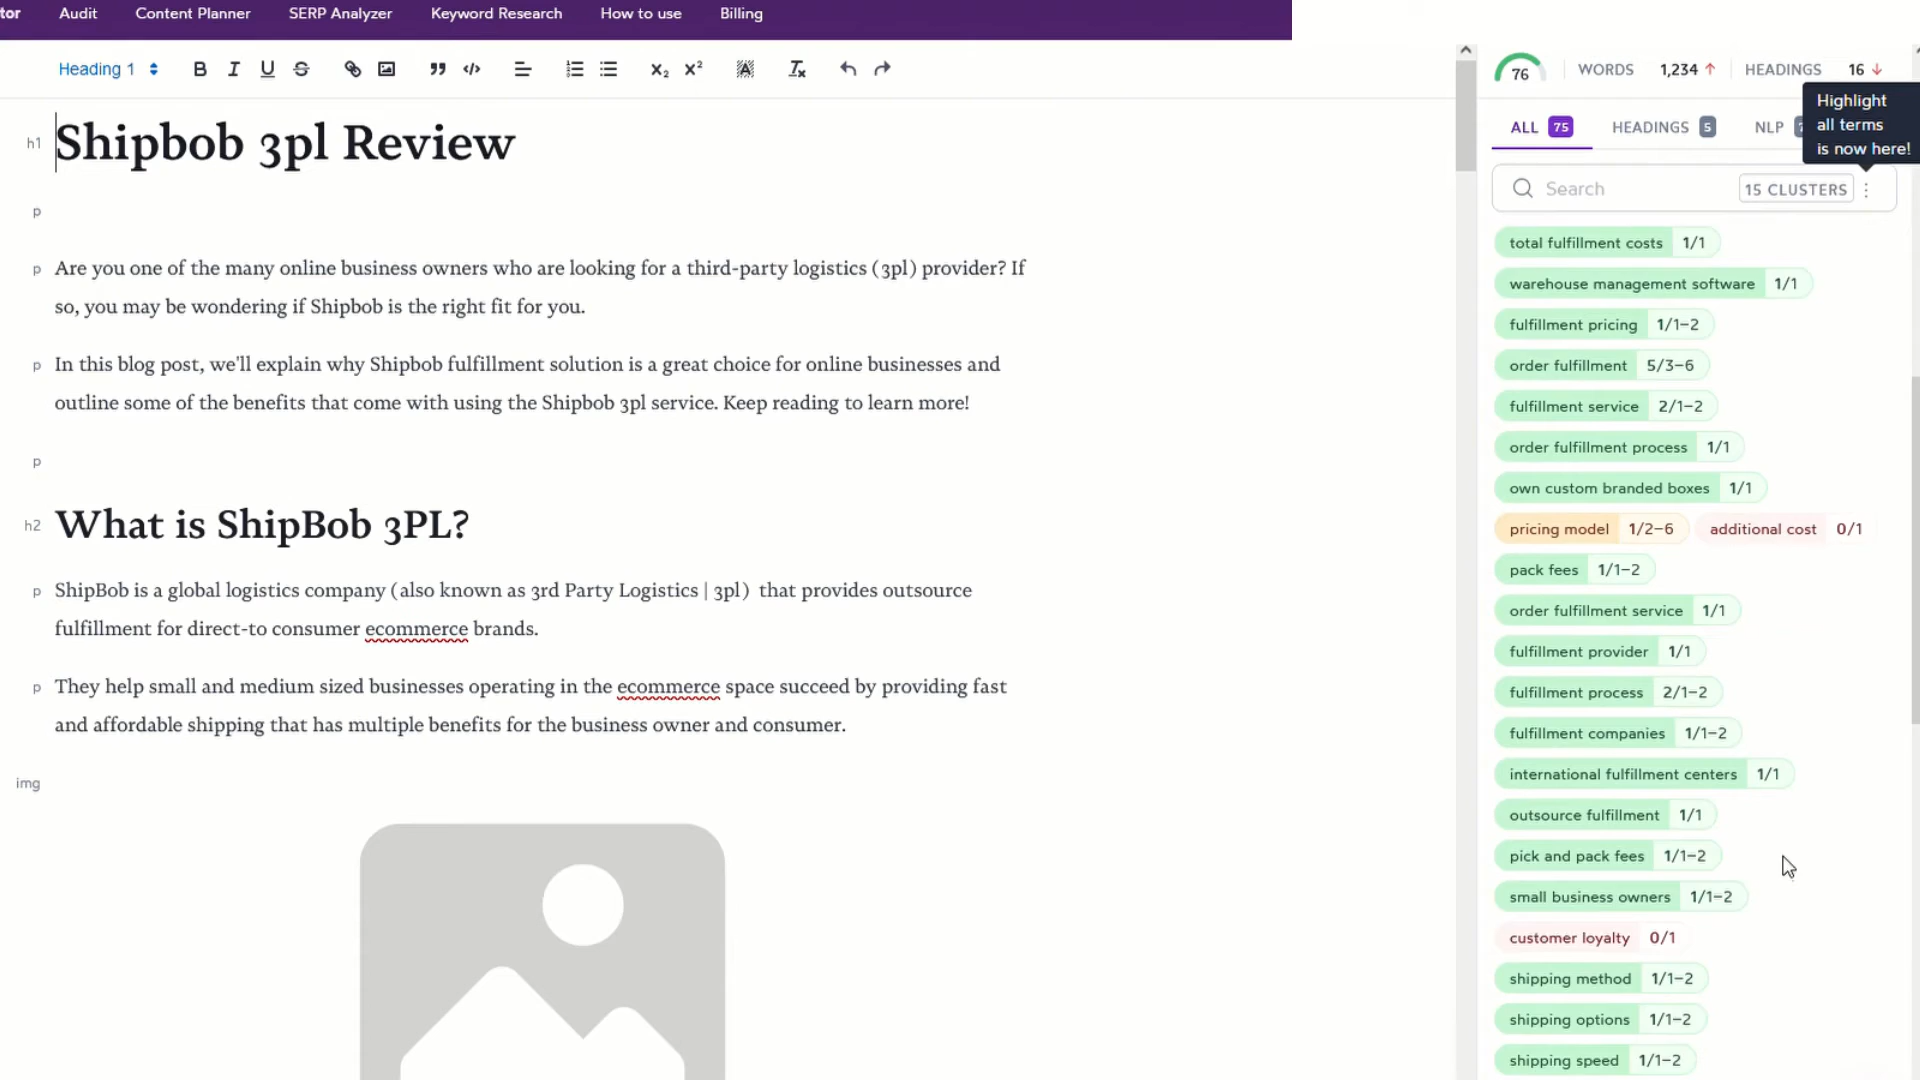 tor Audit Content Planner SERP Analyzer Keyword Research How to use Billing
Heading 1 B I U S X₂ X²
76 WORDS 1,234 ↑ HEADINGS 16 ↓
Highlight
all terms
is now here!
ALL 75 HEADINGS 5 NLP
Search 15 CLUSTERS
h1 Shipbob 3pl Review
p
p Are you one of the many online business owners who are looking for a third-party logistics (3pl) provider? If
so, you may be wondering if Shipbob is the right fit for you.
p In this blog post, we'll explain why Shipbob fulfillment solution is a great choice for online businesses and
outline some of the benefits that come with using the Shipbob 3pl service. Keep reading to learn more!
p
h2 What is ShipBob 3PL?
p ShipBob is a global logistics company (also known as 3rd Party Logistics | 3pl) that provides outsource
fulfillment for direct-to consumer ecommerce brands.
p They help small and medium sized businesses operating in the ecommerce space succeed by providing fast
and affordable shipping that has multiple benefits for the business owner and consumer.
img
total fulfillment costs 1/1
warehouse management software 1/1
fulfillment pricing 1/1–2
order fulfillment 5/3–6
fulfillment service 2/1–2
order fulfillment process 1/1
own custom branded boxes 1/1
pricing model 1/2–6 additional cost 0/1
pack fees 1/1–2
order fulfillment service 1/1
fulfillment provider 1/1
fulfillment process 2/1–2
fulfillment companies 1/1–2
international fulfillment centers 1/1
outsource fulfillment 1/1
pick and pack fees 1/1–2
small business owners 1/1–2
customer loyalty 0/1
shipping method 1/1–2
shipping options 1/1–2
shipping speed 1/1–2